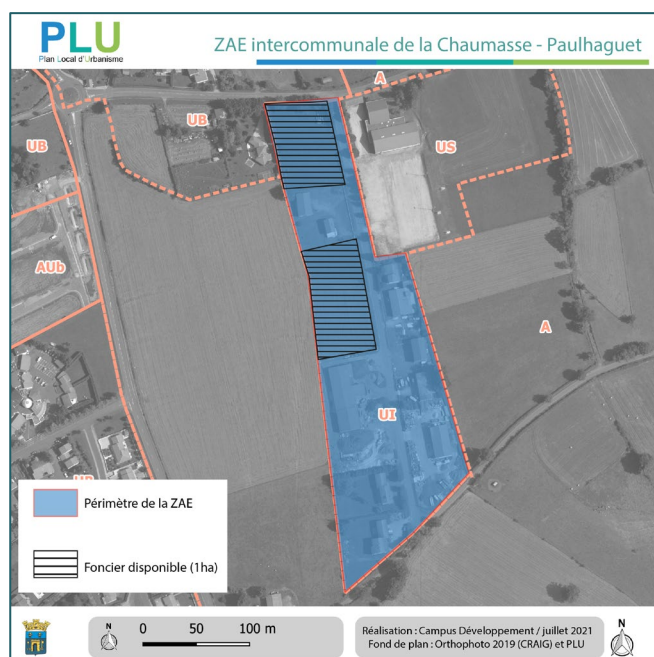 PLU
Plan Local d'Urbanisme
ZAE intercommunale de la Chaumasse - Paulhaguet
A
UB
UB
US
AUb
A
UI
UB
Périmètre de la ZAE
Foncier disponible (1ha)
N
0 50 100 m
Réalisation : Campus Développement / juillet 2021
Fond de plan : Orthophoto 2019 (CRAIG) et PLU
N